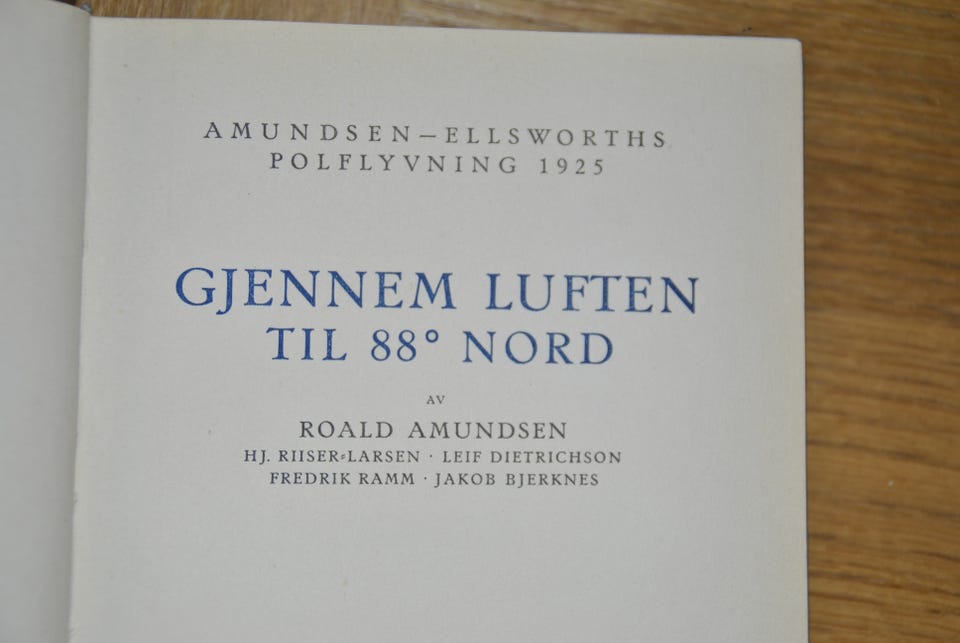 AMUNDSEN—ELLSWORTHS
POLFLYVNING 1925
GJENNEM LUFTEN
TIL 88° NORD
AV
ROALD AMUNDSEN
HJ. RIISER-LARSEN · LEIF DIETRICHSON
FREDRIK RAMM · JAKOB BJERKNES